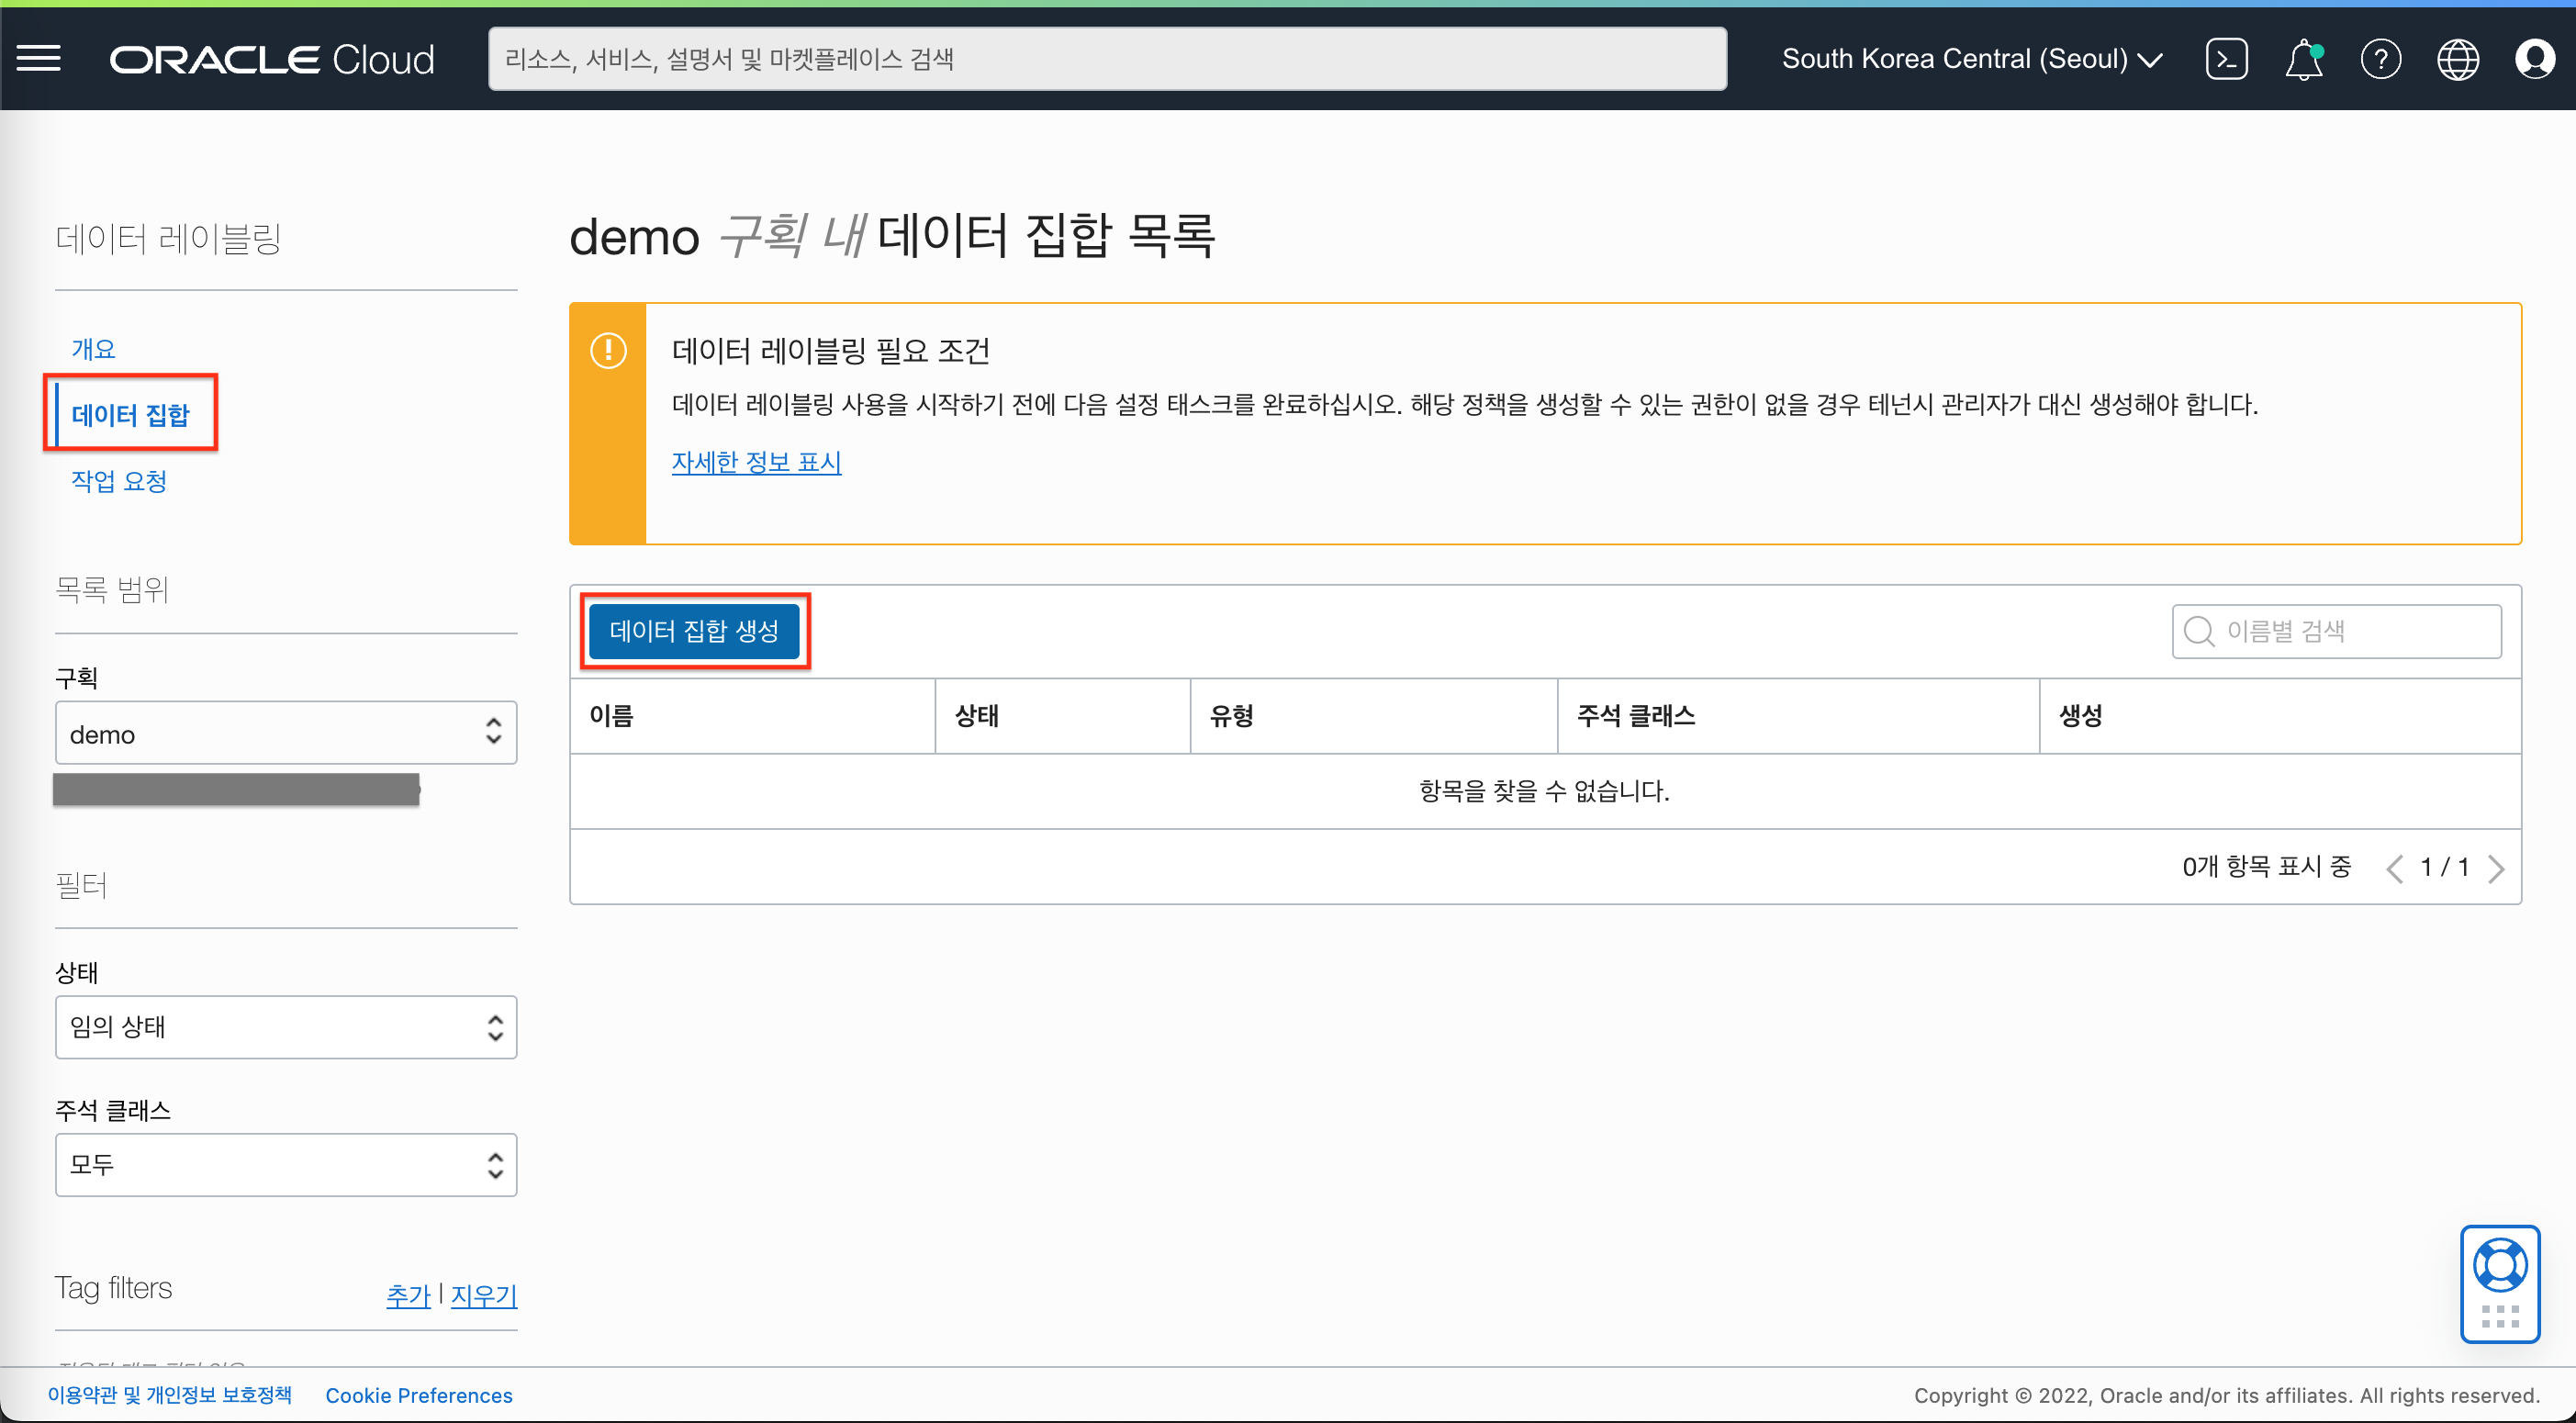 ORACLE Cloud
리소스, 서비스, 설명서 및 마켓플레이스 검색
South Korea Central (Seoul)
데이터 레이블링
개요
데이터 집합
작업 요청
목록 범위
구획
demo
필터
상태
임의 상태
주석 클래스
모두
Tag filters
추가 | 지우기
demo 구획 내 데이터 집합 목록
데이터 레이블링 필요 조건
데이터 레이블링 사용을 시작하기 전에 다음 설정 태스크를 완료하십시오. 해당 정책을 생성할 수 있는 권한이 없을 경우 테넌시 관리자가 대신 생성해야 합니다.
자세한 정보 표시
데이터 집합 생성
이름별 검색
이름 상태 유형 주석 클래스 생성
항목을 찾을 수 없습니다.
0개 항목 표시 중 1 / 1
이용약관 및 개인정보 보호정책 Cookie Preferences
Copyright © 2022, Oracle and/or its affiliates. All rights reserved.